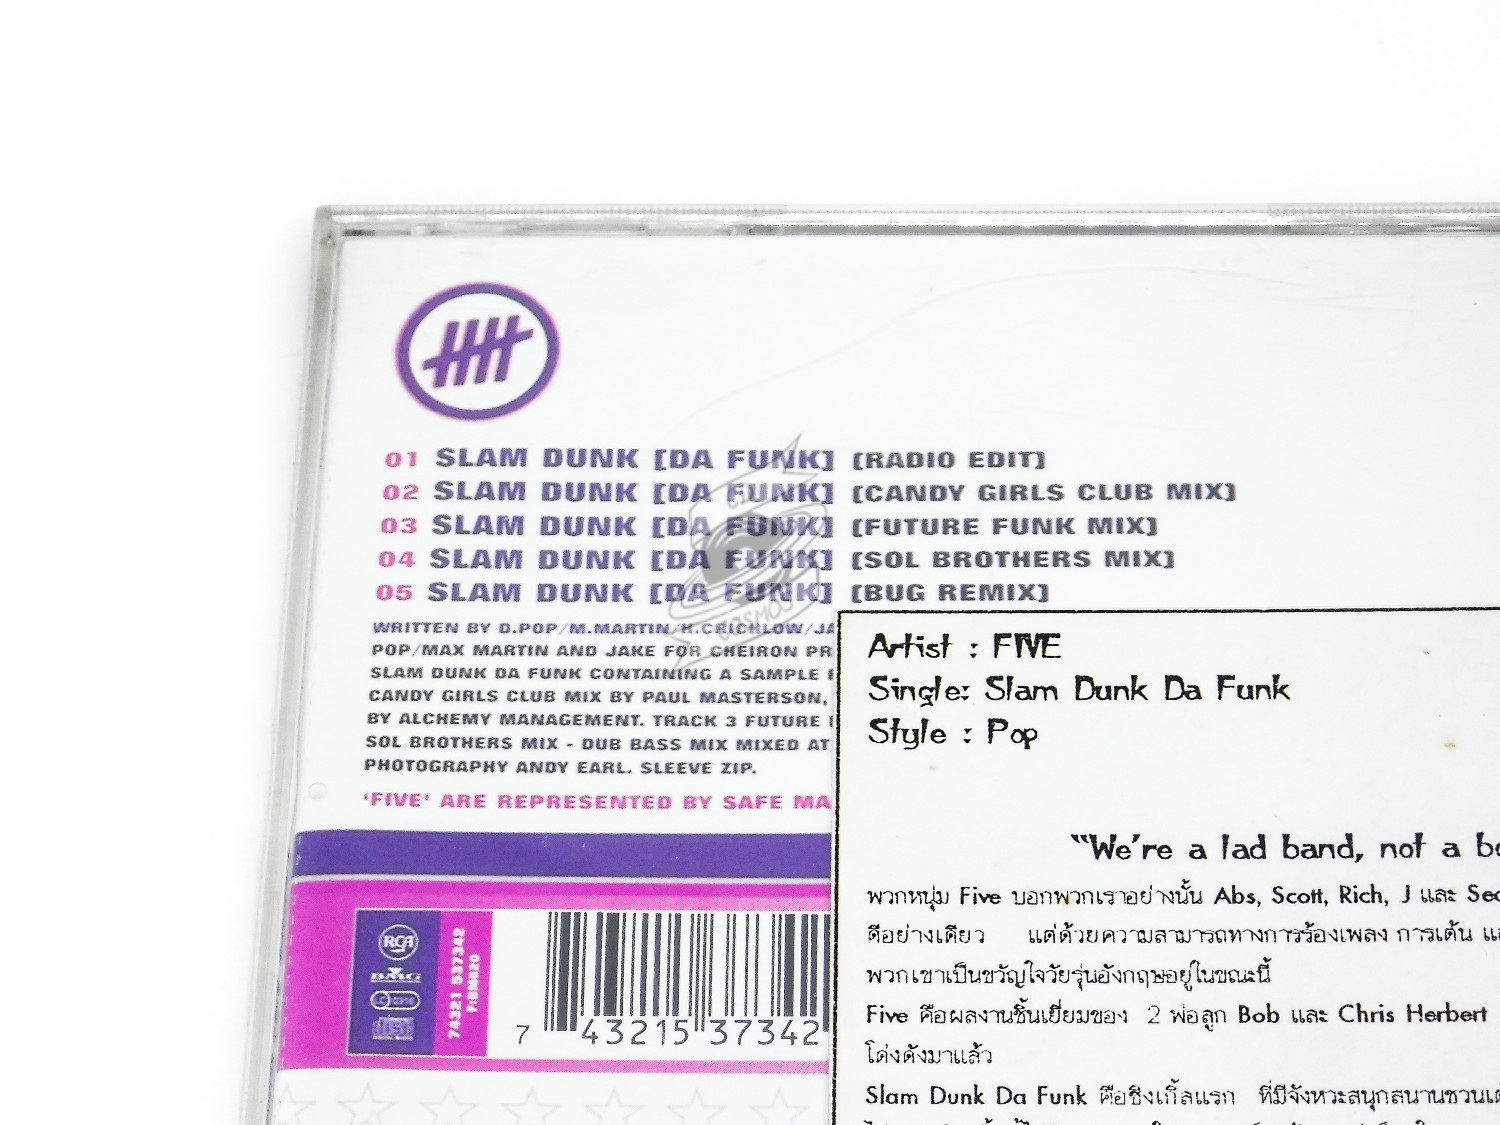 01 SLAM DUNK [DA FUNK] [RADIO EDIT]
02 SLAM DUNK [DA FUNK] [CANDY GIRLS CLUB MIX]
03 SLAM DUNK [DA FUNK] [FUTURE FUNK MIX]
04 SLAM DUNK [DA FUNK] [SOL BROTHERS MIX]
05 SLAM DUNK [DA FUNK] [BUG REMIX]
WRITTEN BY D.POP/M.MARTIN/H.CRICHLOW/
POP/MAX MARTIN AND JAKE FOR CHEIRON
SLAM DUNK DA FUNK CONTAINING A SAMPLE
CANDY GIRLS CLUB MIX BY PAUL MASTERSON,
BY ALCHEMY MANAGEMENT. TRACK 3 FUTURE
SOL BROTHERS MIX - DUB BASS MIX MIXED AT
PHOTOGRAPHY ANDY EARL. SLEEVE ZIP.
'FIVE' ARE REPRESENTED BY SAFE
RCA
BMG
LC 0316
74321 537342
F:BM620
7 43215 37342
COSMOS
Artist : FIVE
Single: Slam Dunk Da Funk
Style : Pop
"We're a lad band, not a
พวกหนุ่ม Five บอกพวกเราอย่างนั้น Abs, Scott, Rich, J และ
ดีอย่างเดียว แต่ด้วยความสามารถทางการร้องเพลง การเต้น
พวกเขาเป็นขวัญใจวัยรุ่นอังกฤษอยู่ในขณะนี้
Five คือผลงานชิ้นเยี่ยมของ 2 พ่อลูก Bob และ Chris Herbert
โด่งดังมาแล้ว
Slam Dunk Da Funk คือซิงเกิ้ลแรก ที่มีจังหวะสนุกสนานชวน